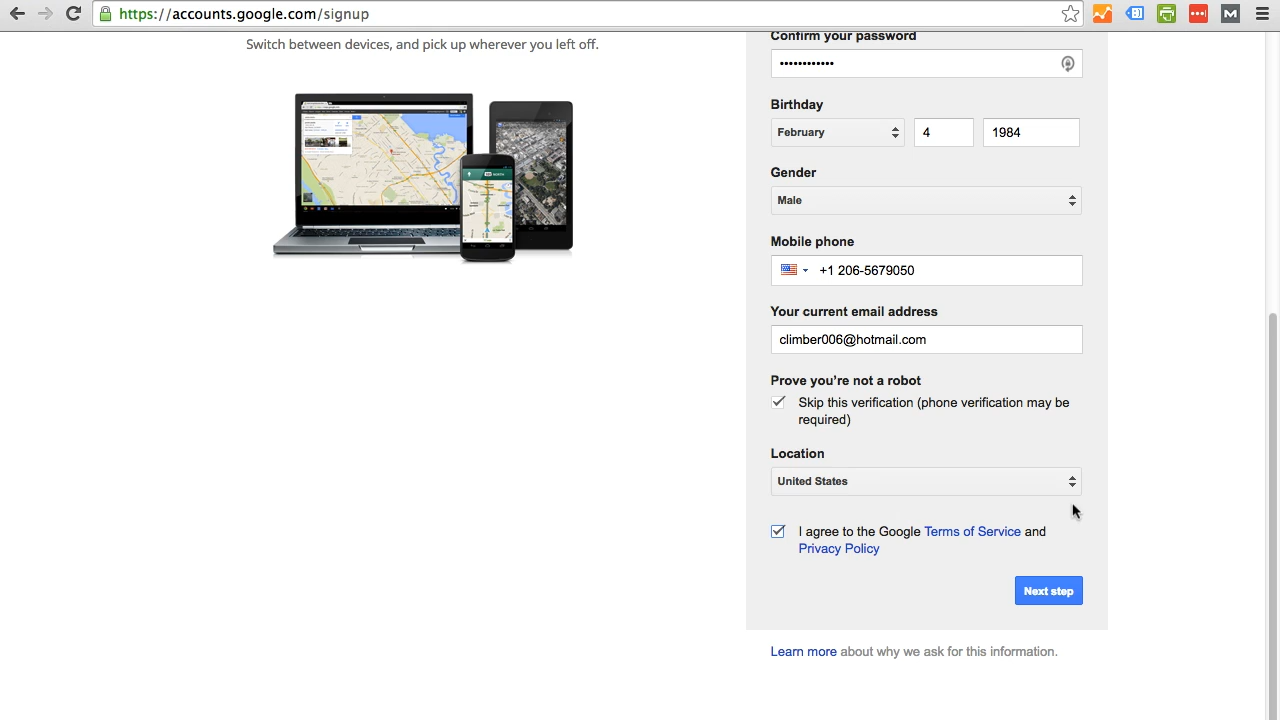 https://accounts.google.com/signup
Switch between devices, and pick up wherever you left off.
Confirm your password
••••••••••••
Birthday
February 4 1984
Gender
Male
Mobile phone
+1 206-5679050
Your current email address
climber006@hotmail.com
Prove you’re not a robot
Skip this verification (phone verification may be
required)
Location
United States
I agree to the Google Terms of Service and
Privacy Policy
Next step
Learn more about why we ask for this information.